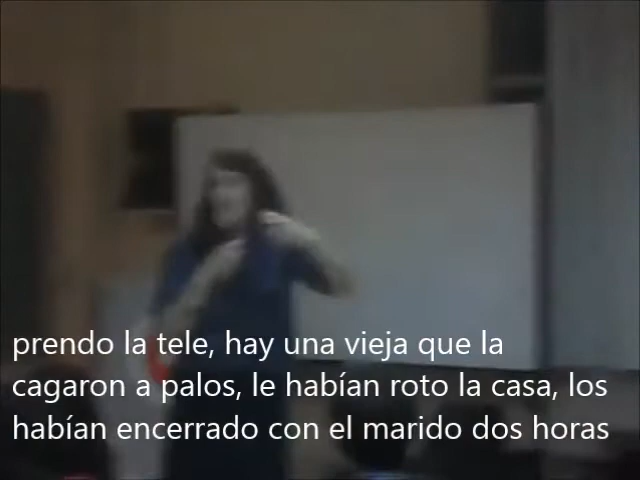 prendo la tele, hay una vieja que la
cagaron a palos, le habían roto la casa, los
habían encerrado con el marido dos horas